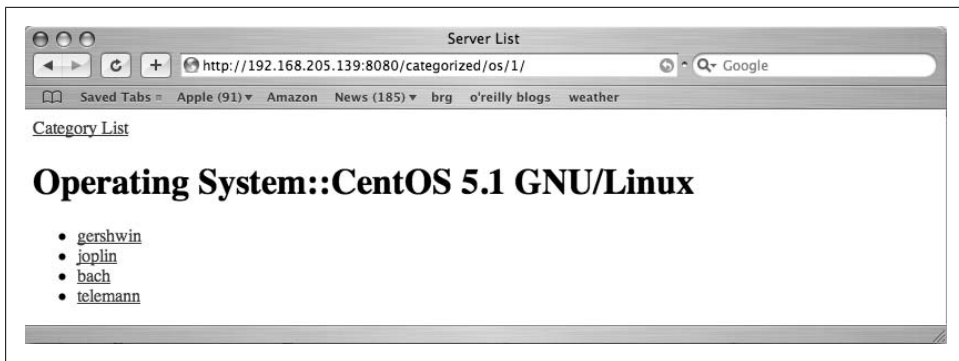 Server List
http://192.168.205.139:8080/categorized/os/1/
Google
Saved Tabs Apple (91) Amazon News (185) brg o'reilly blogs weather
Category List
Operating System::CentOS 5.1 GNU/Linux
gershwin
joplin
bach
telemann